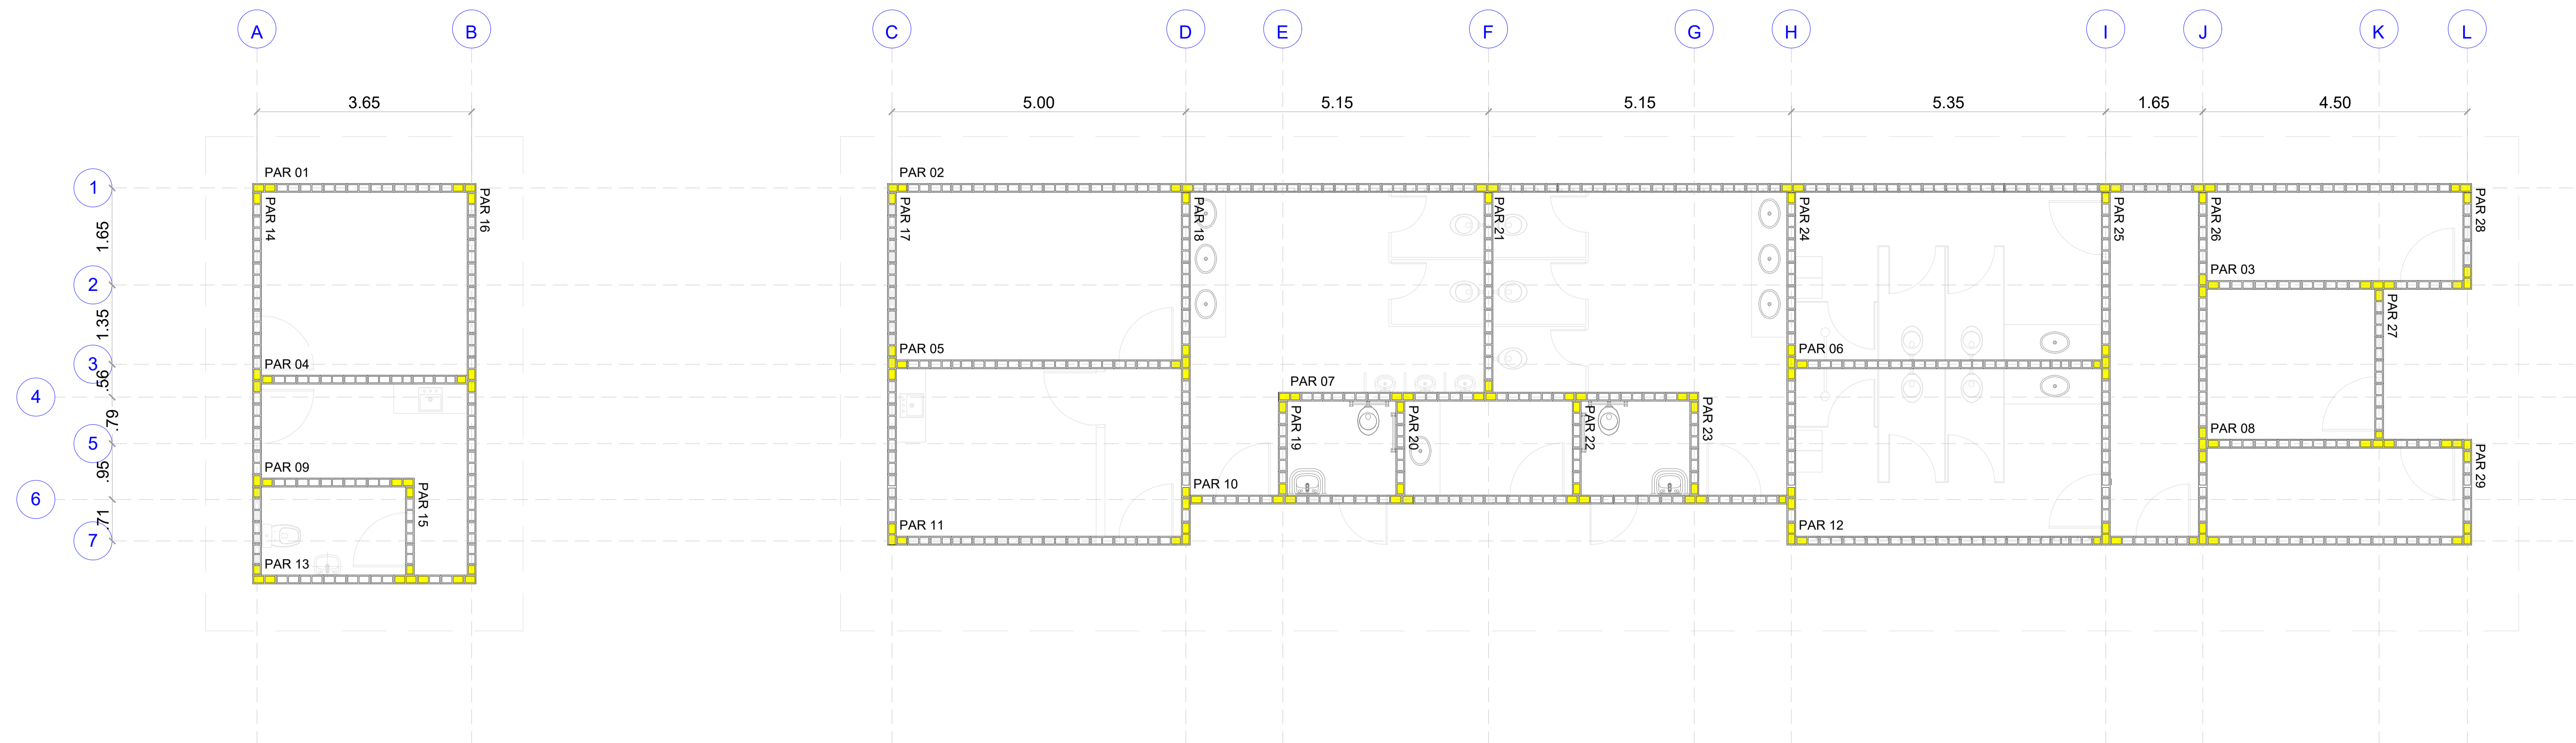 A B C D E F G H I J K L
3.65 5.00 5.15 5.15 5.35 1.65 4.50
PAR 01 PAR 02
1
PAR 14 PAR 16 PAR 17 PAR 18 PAR 21 PAR 24 PAR 25 PAR 26 PAR 28
1.65
PAR 03
2
1.35
PAR 27
PAR 05 PAR 06
3
PAR 04
.56
PAR 07
4
PAR 19 PAR 20 PAR 22 PAR 23
.79
PAR 08
5
.95
PAR 09
PAR 29
PAR 10
PAR 15
6
.71
PAR 11 PAR 12
7
PAR 13